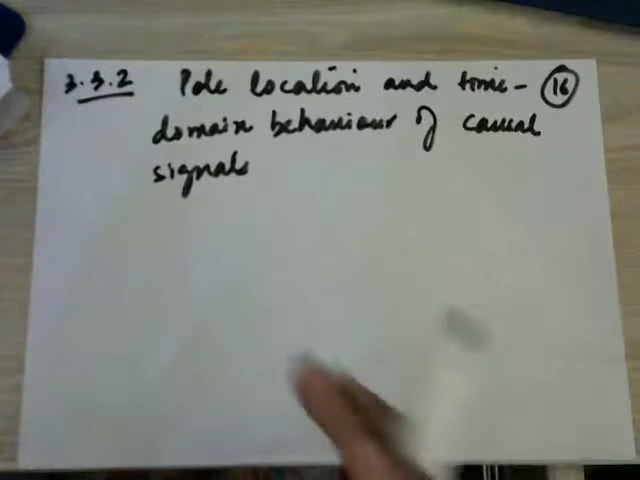 3.3.2 Pole location and time- 16
domain behaviour of causal
signals